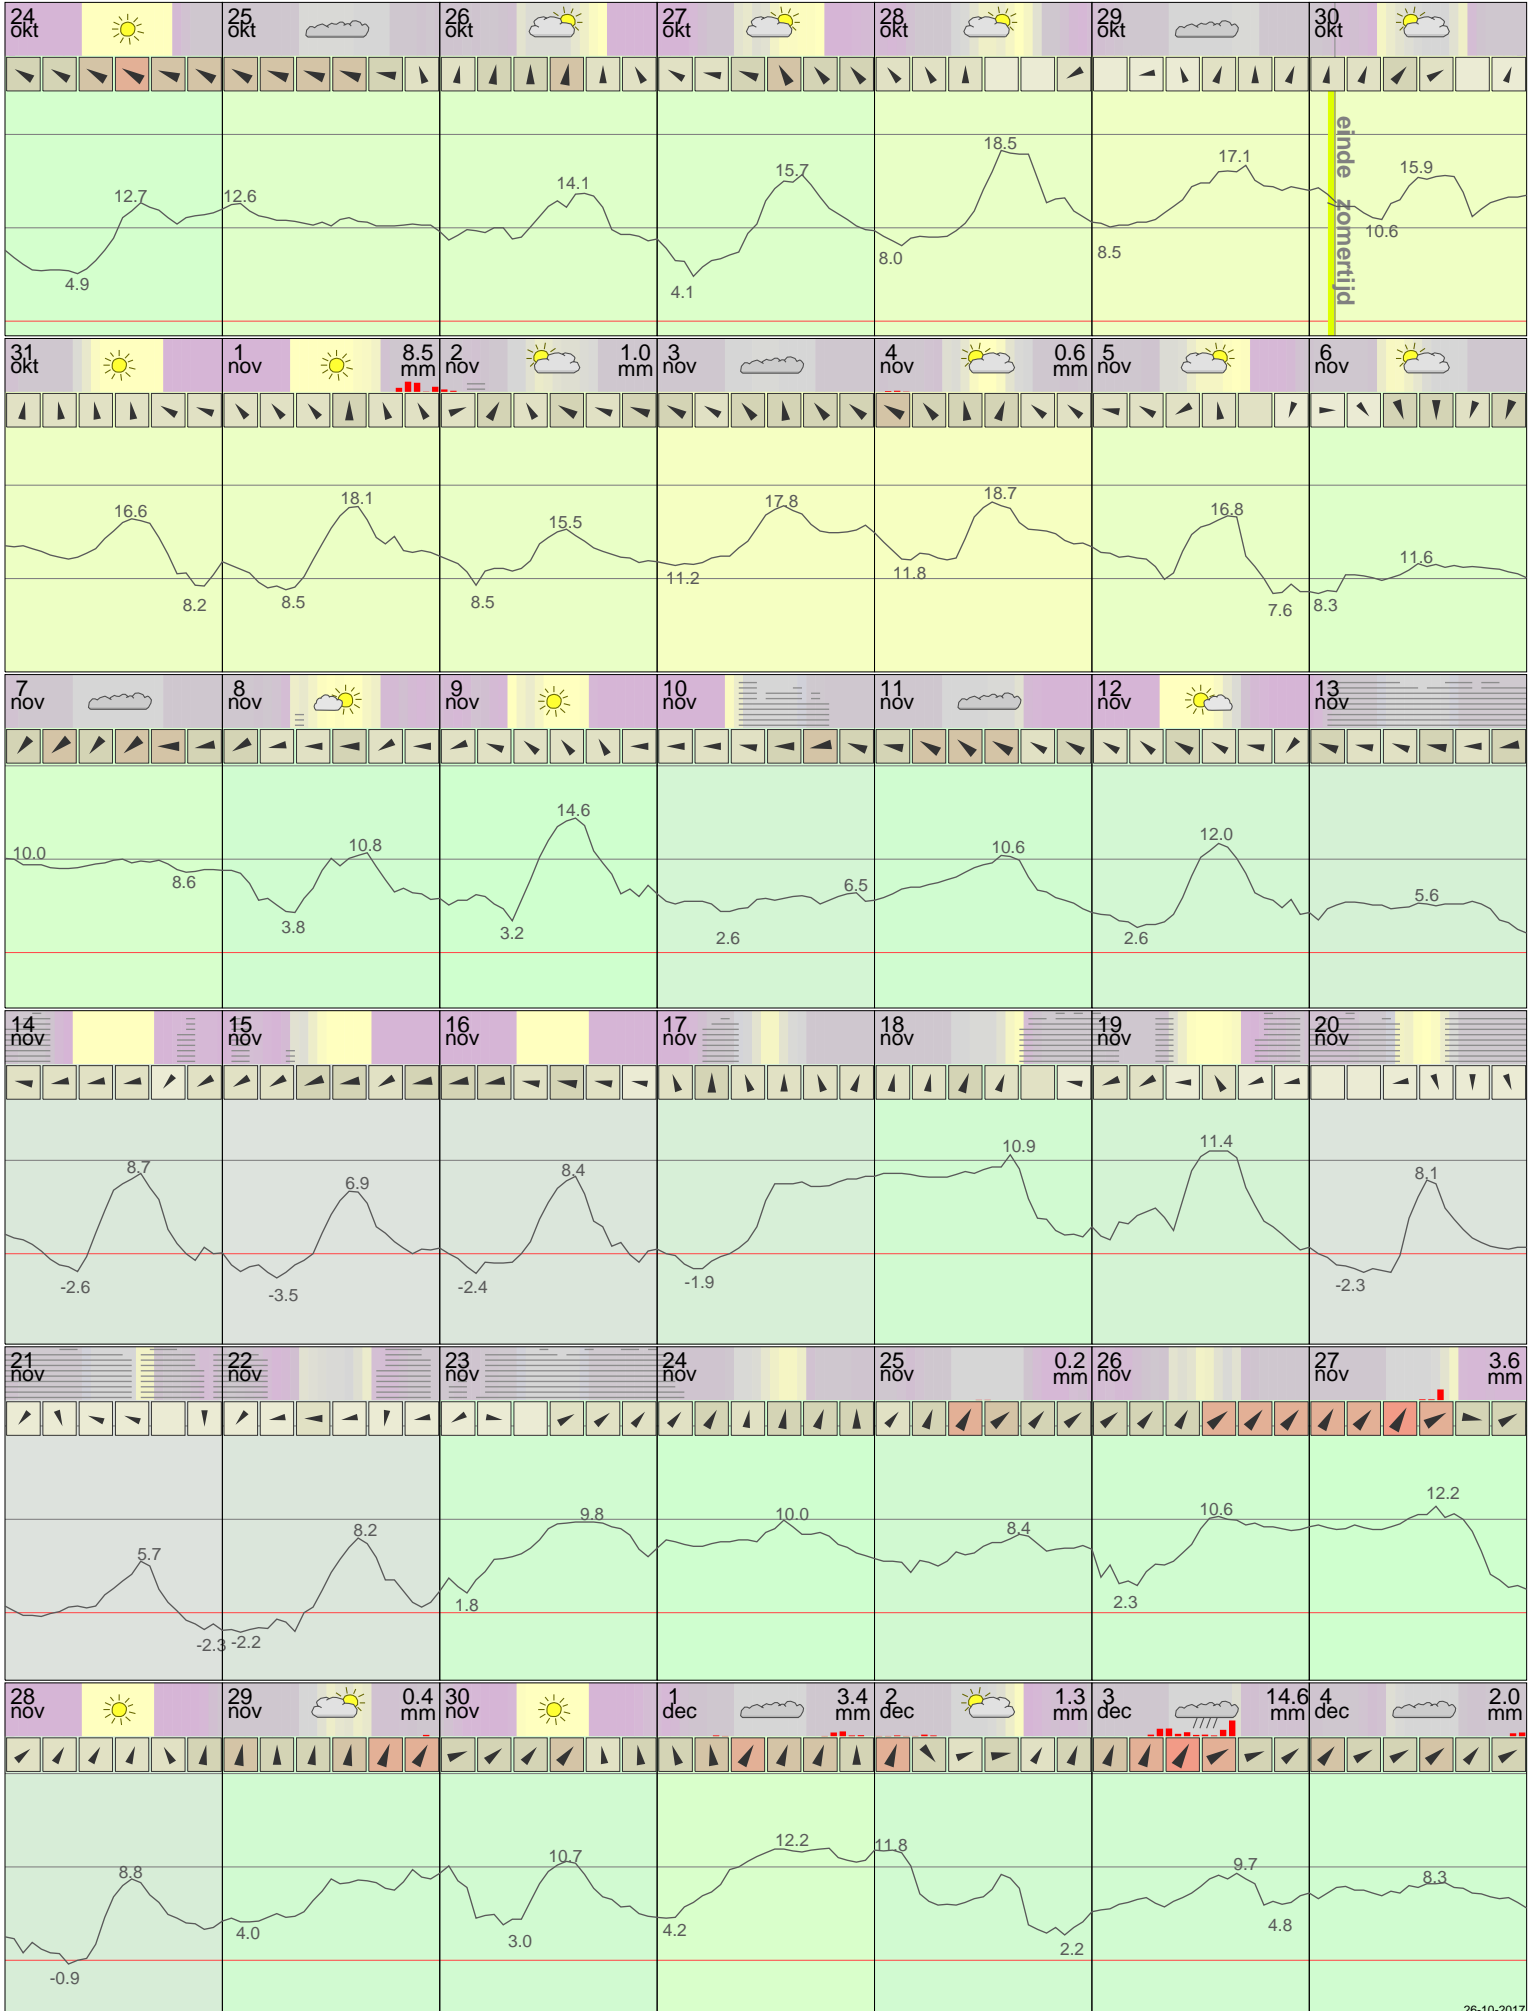 24 25 26 27 28 29 30
okt okt okt okt okt okt okt
einde zomertijd
12.7 12.6 14.1 15.7 18.5 17.1 15.9
4.9 4.1 8.0 8.5 10.6
31 1 8.5 2 1.0 3 4 0.6 5 6
okt nov mm nov mm nov nov mm nov nov
16.6 18.1 15.5 17.8 18.7 16.8 11.6
8.2 8.5 8.5 11.2 11.8 7.6 8.3
7 8 9 10 11 12 13
nov nov nov nov nov nov nov
10.0 10.8 14.6 6.5 10.6 12.0 5.6
8.6 3.8 3.2 2.6 2.6
14 15 16 17 18 19 20
nov nov nov nov nov nov nov
8.7 6.9 8.4 10.9 11.4 8.1
-2.6 -3.5 -2.4 -1.9 -2.3
21 22 23 24 25 0.2 26 27 3.6
nov nov nov nov nov mm nov nov mm
5.7 8.2 9.8 10.0 8.4 10.6 12.2
-2.3 -2.2 1.8 2.3
28 29 0.4 30 1 3.4 2 1.3 3 14.6 4 2.0
nov nov mm nov dec mm dec mm dec mm dec mm
8.8 10.7 12.2 11.8 9.7 8.3
-0.9 4.0 3.0 4.2 2.2 4.8
26-10-2017